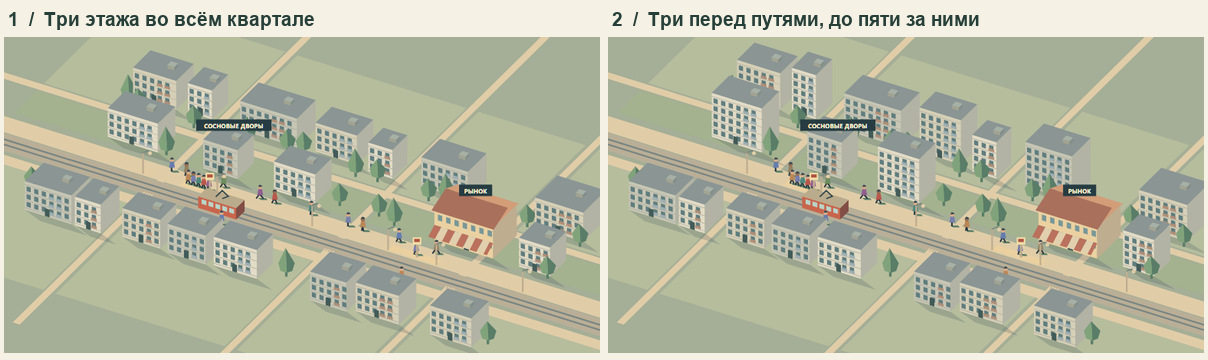 1 / Три этажа во всём квартале
СОСНОВЫЕ ДВОРЫ
РЫНОК
2 / Три перед путями, до пяти за ними
СОСНОВЫЕ ДВОРЫ
РЫНОК